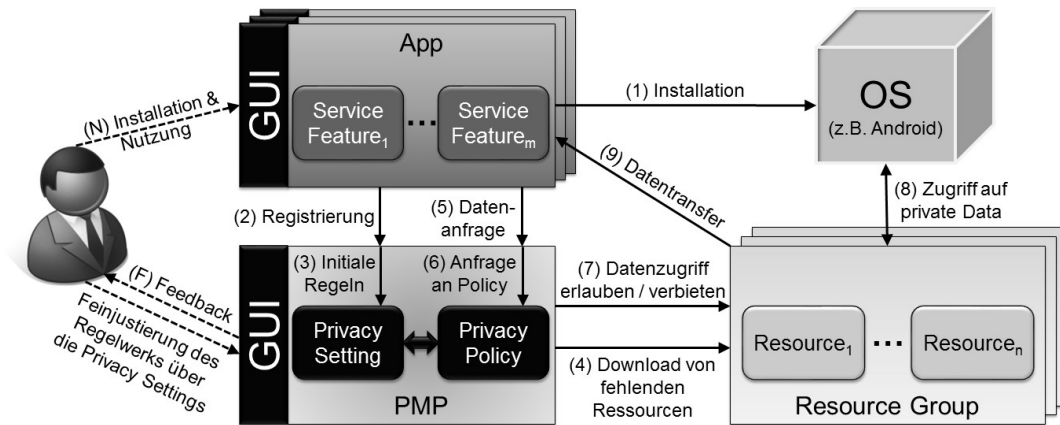 GUI
App
Service
Feature1
...
Service
Featurem
(1) Installation
OS
(z.B. Android)
(N) Installation &
Nutzung
(9) Datentransfer
(8) Zugriff auf
private Data
(2) Registrierung
(5) Daten-
anfrage
GUI
(3) Initiale
Regeln
(6) Anfrage
an Policy
(7) Datenzugriff
erlauben / verbieten
(F) Feedback
Feinjustierung des
Regelwerks über
die Privacy Settings
Privacy
Setting
Privacy
Policy
(4) Download von
fehlenden
Ressourcen
PMP
Resource1
...
Resourcen
Resource Group